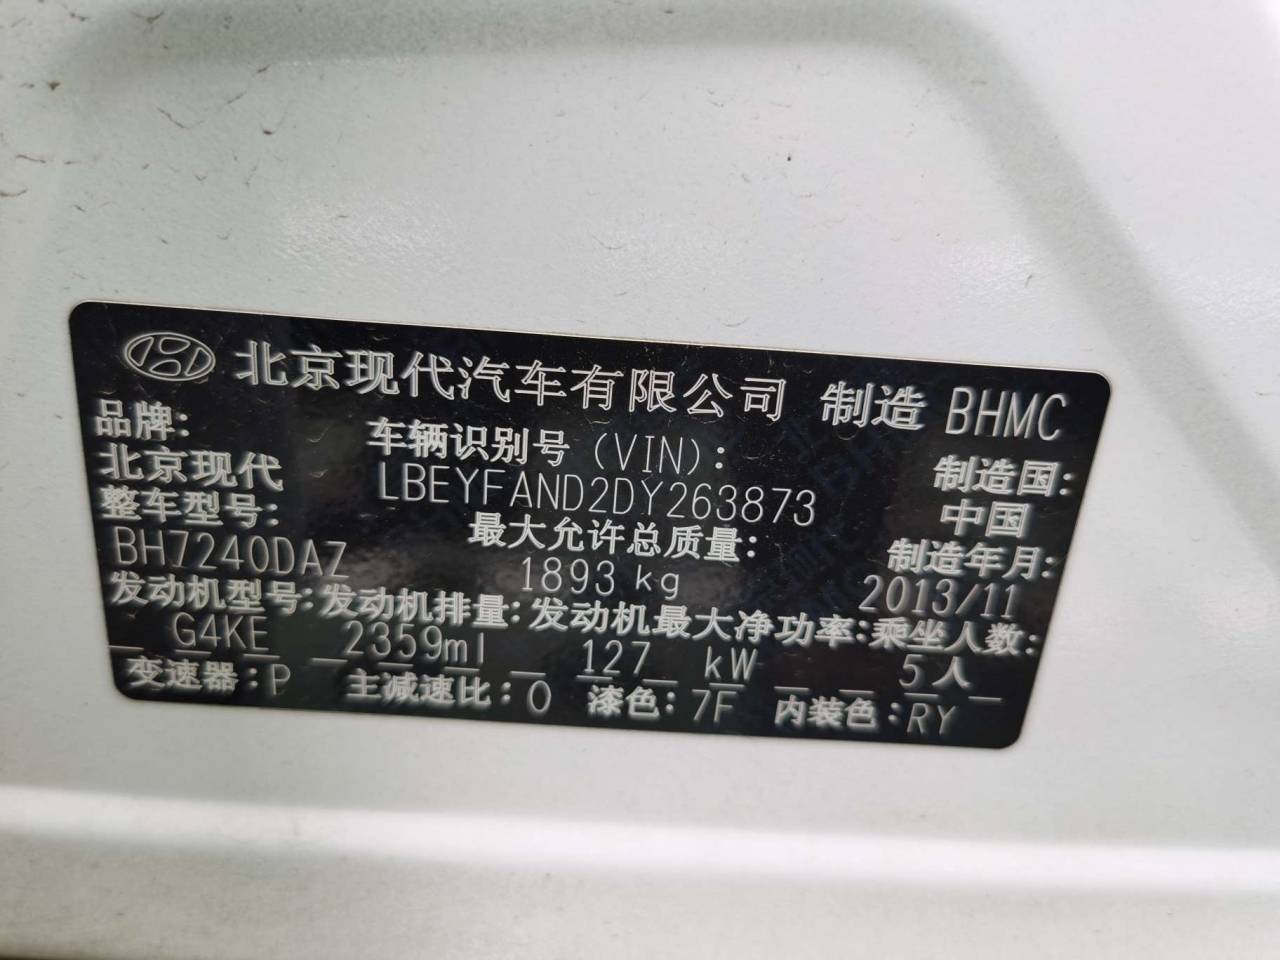 北京现代汽车有限公司 制造 BHMC
品牌: 车辆识别号 (VIN): 制造国:
北京现代 LBEYFAND2DY263873 中国
整车型号: 最大允许总质量: 制造年月:
BH7240DAZ 1893 kg 2013/11
发动机型号: 发动机排量: 发动机最大净功率: 乘坐人数:
G4KE 2359ml 127 kW 5 人
变速器: P 主减速比: 0 漆色: 7F 内装色: RY